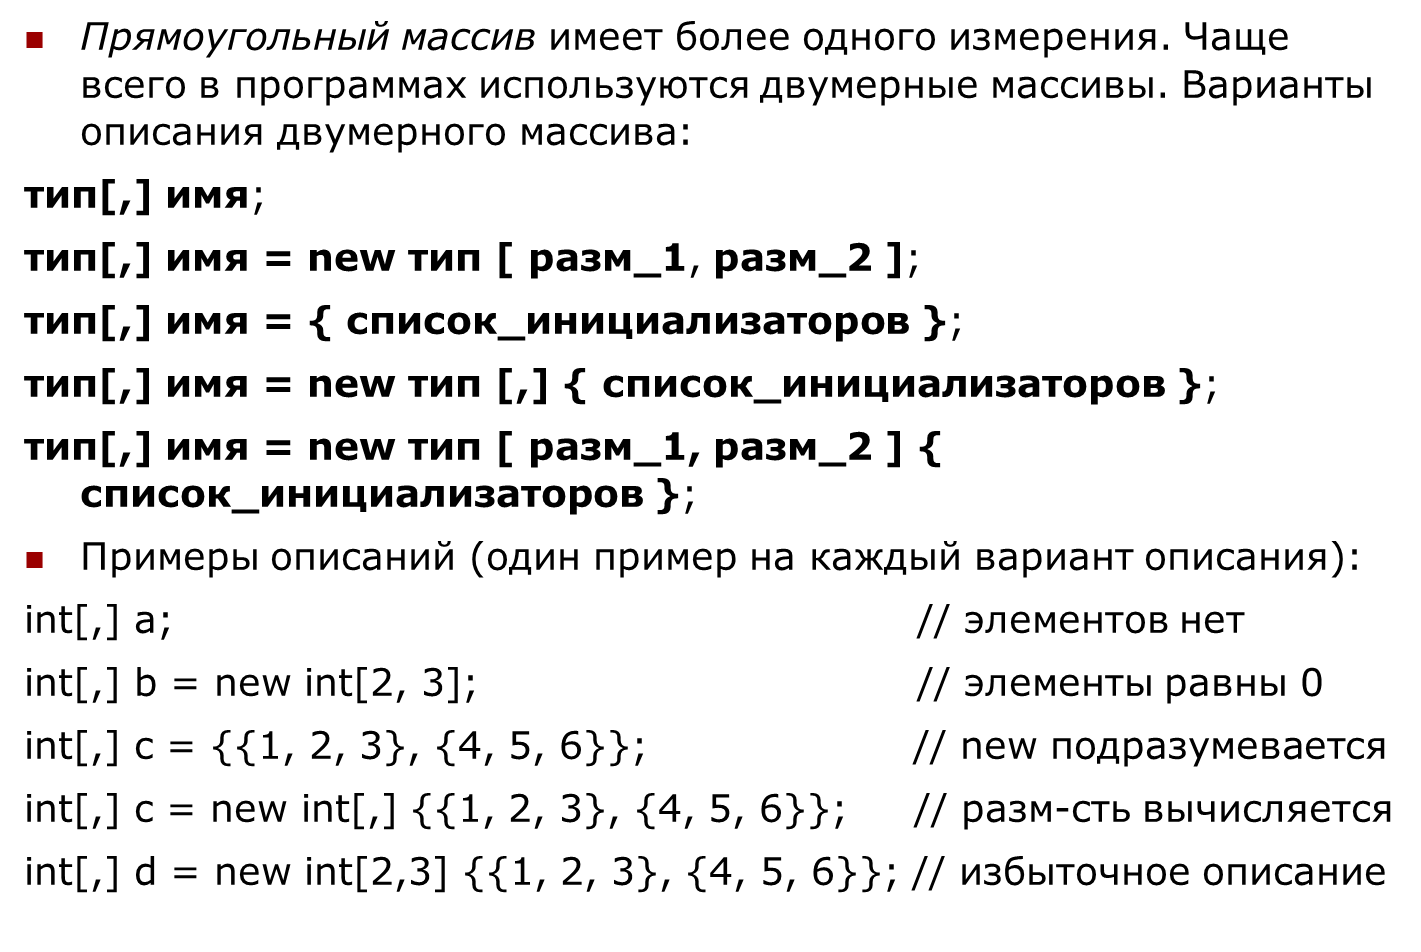 Прямоугольный массив имеет более одного измерения. Чаще
всего в программах используются двумерные массивы. Варианты
описания двумерного массива:
тип[,] имя;
тип[,] имя = new тип [ разм_1, разм_2 ];
тип[,] имя = { список_инициализаторов };
тип[,] имя = new тип [,] { список_инициализаторов };
тип[,] имя = new тип [ разм_1, разм_2 ] {
список_инициализаторов };
Примеры описаний (один пример на каждый вариант описания):
int[,] a; // элементов нет
int[,] b = new int[2, 3]; // элементы равны 0
int[,] c = {{1, 2, 3}, {4, 5, 6}}; // new подразумевается
int[,] c = new int[,] {{1, 2, 3}, {4, 5, 6}}; // разм-сть вычисляется
int[,] d = new int[2,3] {{1, 2, 3}, {4, 5, 6}}; // избыточное описание